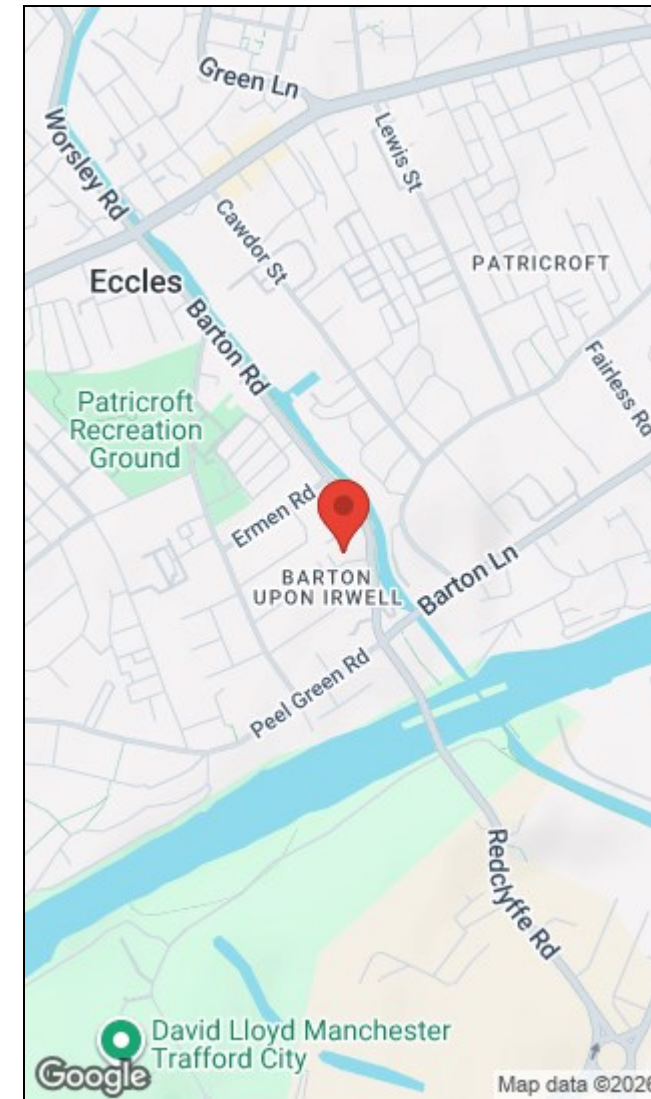 Green Ln
Worsley Rd
Lewis St
Cawdor St
PATRICROFT
Eccles
Barton Rd
Fairless Rd
Patricroft
Recreation
Ground
Ermen Rd
BARTON
UPON IRWELL
Barton Ln
Peel Green Rd
Redclyffe Rd
David Lloyd Manchester
Trafford City
Google
Map data ©2026